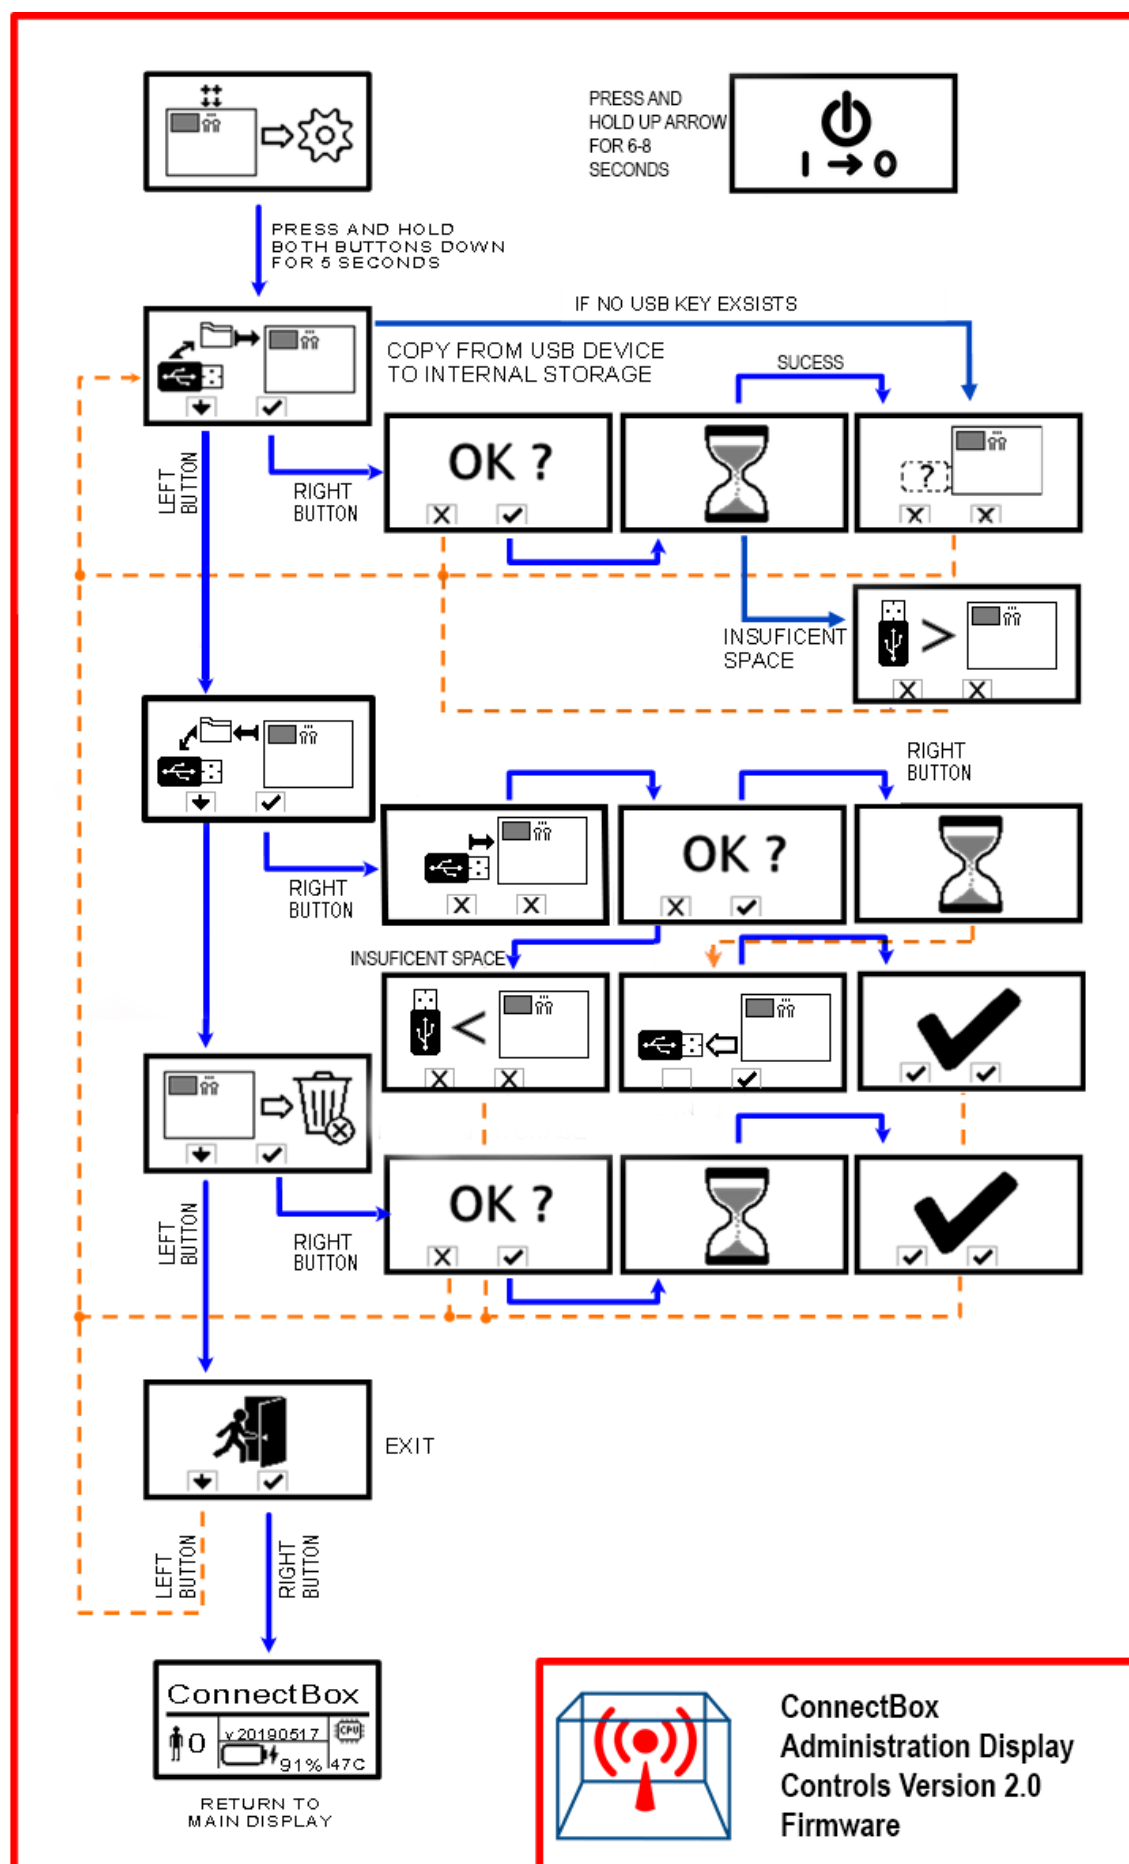 PRESS AND
HOLD UP ARROW
FOR 6-8
SECONDS
I → O
PRESS AND HOLD
BOTH BUTTONS DOWN
FOR 5 SECONDS
IF NO USB KEY EXSISTS
COPY FROM USB DEVICE
TO INTERNAL STORAGE
SUCESS
LEFT
BUTTON
RIGHT
BUTTON
OK ?
?
X
X
X
INSUFICENT
SPACE
>
X
X
RIGHT
BUTTON
RIGHT
BUTTON
X
X
OK ?
X
INSUFICENT SPACE
<
X
X
LEFT
BUTTON
RIGHT
BUTTON
OK ?
X
EXIT
LEFT
BUTTON
RIGHT
BUTTON
ConnectBox
0
v 20190517
CPU
91%
47C
RETURN TO
MAIN DISPLAY
ConnectBox
Administration Display
Controls Version 2.0
Firmware